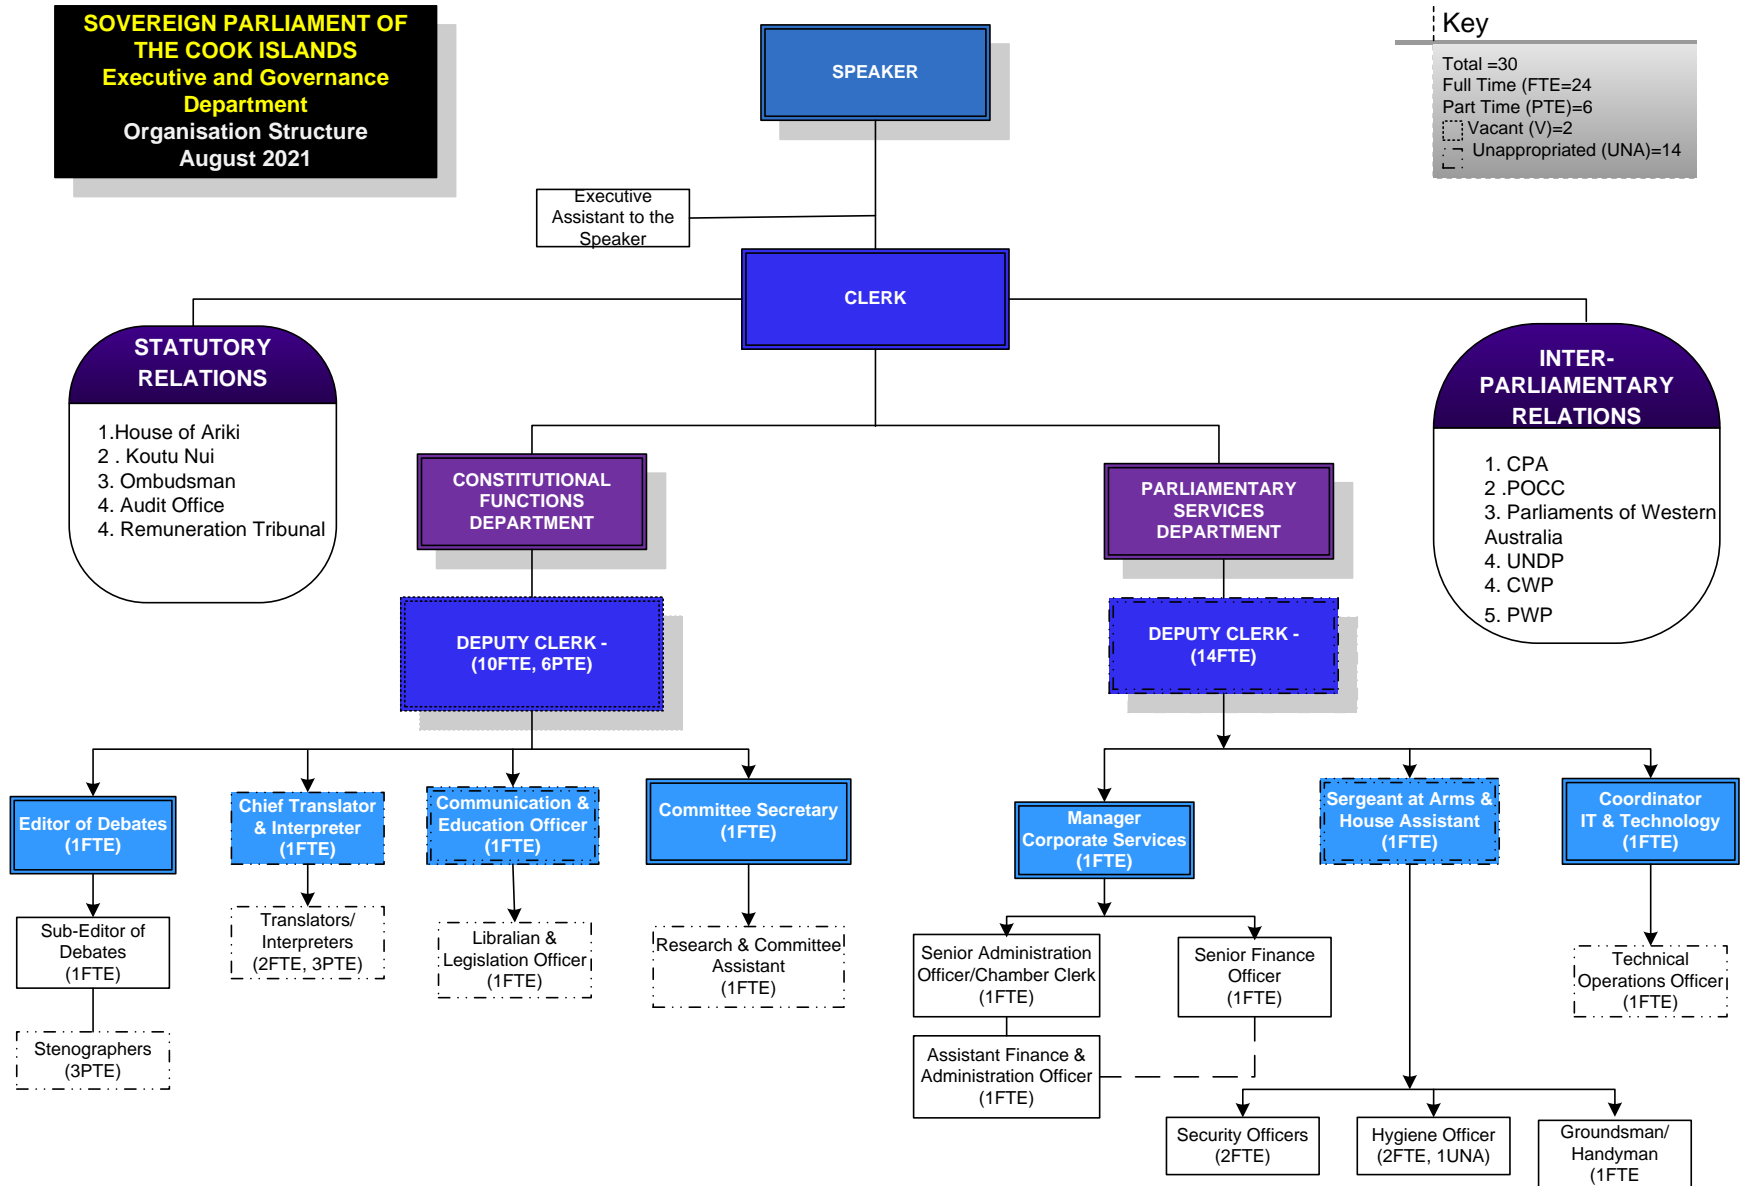 SOVEREIGN PARLIAMENT OF
THE COOK ISLANDS
Executive and Governance
Department
Organisation Structure
August 2021
SPEAKER
Key
Total =30
Full Time (FTE=24
Part Time (PTE)=6
Vacant (V)=2
Unappropriated (UNA)=14
Executive
Assistant to the
Speaker
CLERK
STATUTORY
RELATIONS
1.House of Ariki
2 . Koutu Nui
3. Ombudsman
4. Audit Office
4. Remuneration Tribunal
INTER-
PARLIAMENTARY
RELATIONS
1. CPA
2 .POCC
3. Parliaments of Western
Australia
4. UNDP
4. CWP
5. PWP
CONSTITUTIONAL
FUNCTIONS
DEPARTMENT
PARLIAMENTARY
SERVICES
DEPARTMENT
DEPUTY CLERK -
(10FTE, 6PTE)
DEPUTY CLERK -
(14FTE)
Editor of Debates
(1FTE)
Chief Translator
& Interpreter
(1FTE)
Communication &
Education Officer
(1FTE)
Committee Secretary
(1FTE)
Manager
Corporate Services
(1FTE)
Sergeant at Arms &
House Assistant
(1FTE)
Coordinator
IT & Technology
(1FTE)
Sub-Editor of
Debates
(1FTE)
Translators/
Interpreters
(2FTE, 3PTE)
Libralian &
Legislation Officer
(1FTE)
Research & Committee
Assistant
(1FTE)
Senior Administration
Officer/Chamber Clerk
(1FTE)
Senior Finance
Officer
(1FTE)
Technical
Operations Officer
(1FTE)
Stenographers
(3PTE)
Assistant Finance &
Administration Officer
(1FTE)
Security Officers
(2FTE)
Hygiene Officer
(2FTE, 1UNA)
Groundsman/
Handyman
(1FTE